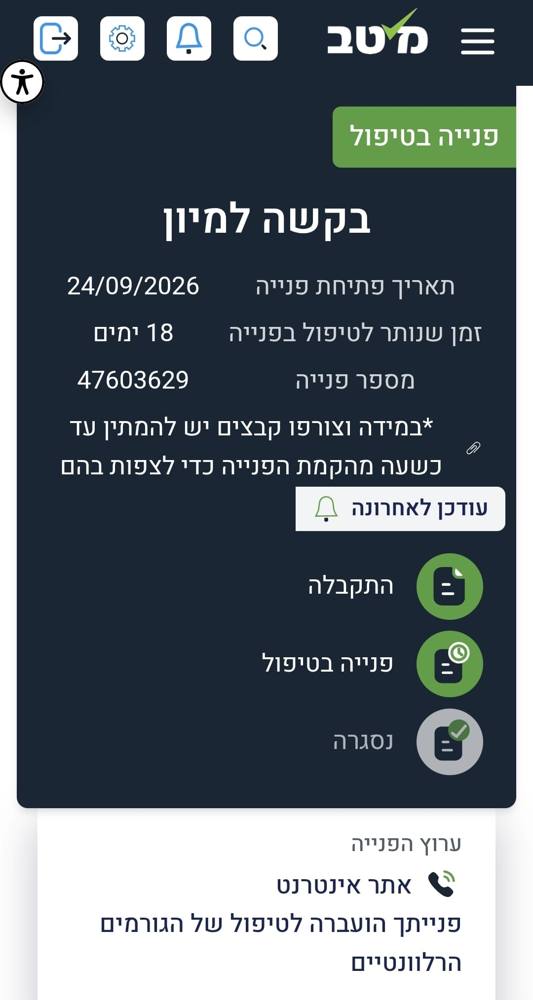 מיטב
פנייה בטיפול
בקשה למיון
תאריך פתיחת פנייה 24/09/2026
זמן שנותר לטיפול בפנייה 18 ימים
מספר פנייה 47603629
*במידה וצורפו קבצים יש להמתין עד
כשעה מהקמת הפנייה כדי לצפות בהם
עודכן לאחרונה
התקבלה
פנייה בטיפול
נסגרה
ערוץ הפנייה
אתר אינטרנט
פנייתך הועברה לטיפול של הגורמים
הרלוונטיים